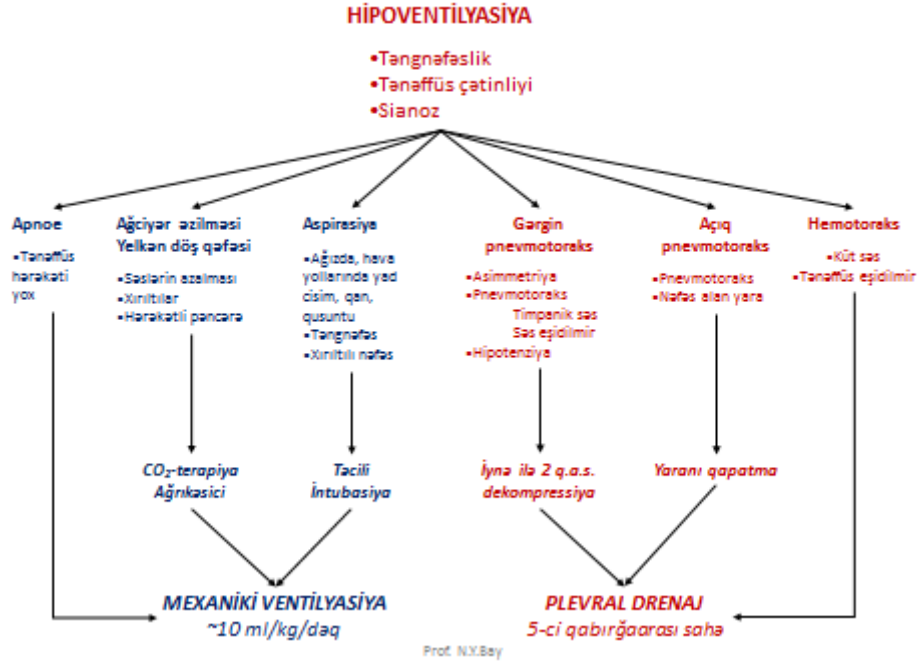 HİPOVENTİLYASİYA
•Təngnəfəslik
•Tənəffüs çətinliyi
•Sianoz
Apnoe
•Tənəffüs
hərəkəti
yox
Ağciyər əzilməsi
Yelkən döş qəfəsi
•Səslərin azalması
•Xırıltılar
•Hərəkətli pəncərə
Aspirasiya
•Ağızda, hava
yollarında yad
cisim, qan,
qusuntu
•Təngnəfəs
•Xırıltılı nəfəs
Gərgin
pnevmotoraks
•Asimmetriya
•Pnevmotoraks
Timpanik səs
Səs eşidilmir
•Hipotenziya
Açıq
pnevmotoraks
•Pnevmotoraks
•Nəfəs alan yara
Hemotoraks
•Küt səs
•Tənəffüs eşidilmir
CO₂-terapiya
Ağrıkəsici
Təcili
İntubasiya
İynə ilə 2 q.a.s.
dekompressiya
Yaranı qapatma
MEXANİKİ VENTİLYASİYA
~10 ml/kg/dəq
PLEVRAL DRENAJ
5-ci qabırğaarası sahə
Prof. N.Y.Bay